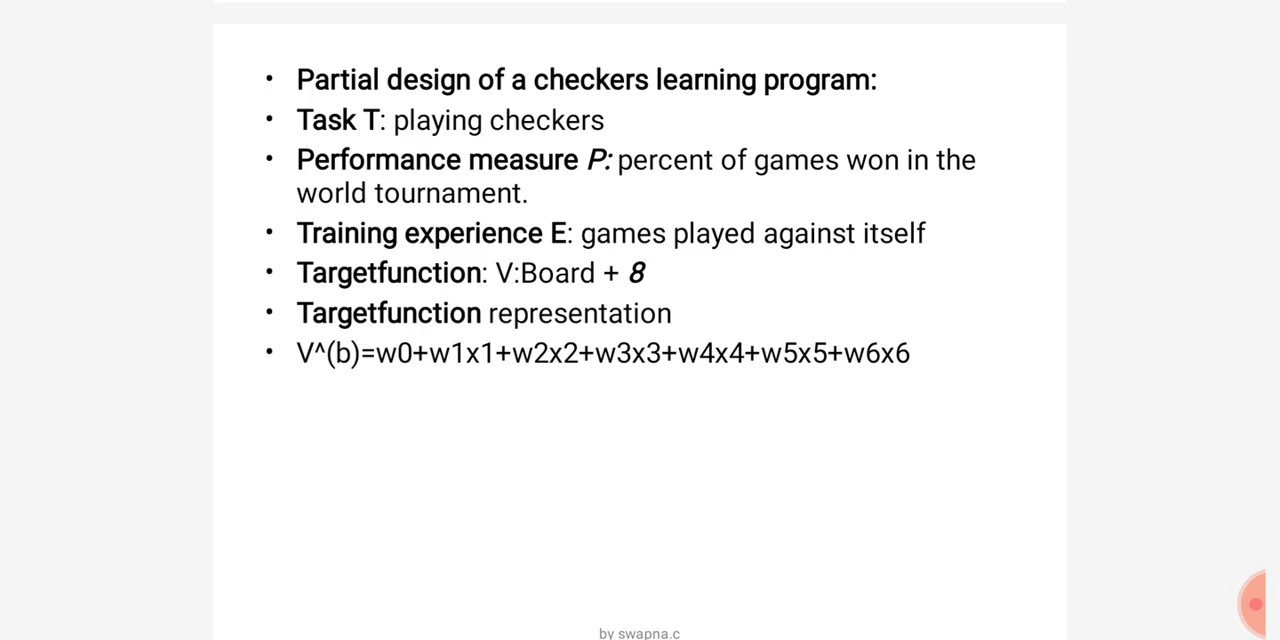 • Partial design of a checkers learning program:
• Task T: playing checkers
• Performance measure P: percent of games won in the
world tournament.
• Training experience E: games played against itself
• Targetfunction: V:Board + 8
• Targetfunction representation
• V^(b)=w0+w1x1+w2x2+w3x3+w4x4+w5x5+w6x6
by swapna.c